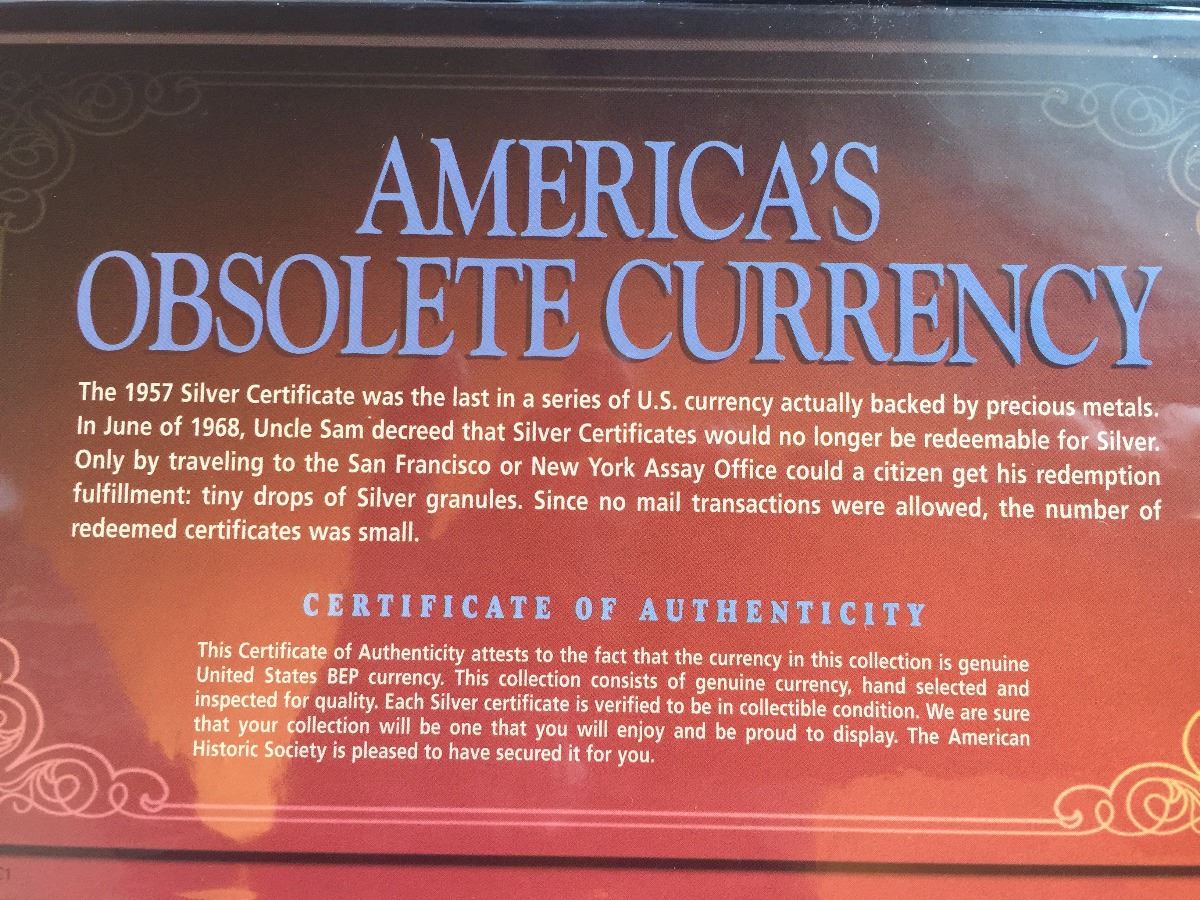 AMERICA'S
OBSOLETE CURRENCY
The 1957 Silver Certificate was the last in a series of U.S. currency actually backed by precious metals.
In June of 1968, Uncle Sam decreed that Silver Certificates would no longer be redeemable for Silver.
Only by traveling to the San Francisco or New York Assay Office could a citizen get his redemption
fulfillment: tiny drops of Silver granules. Since no mail transactions were allowed, the number of
redeemed certificates was small.
CERTIFICATE OF AUTHENTICITY
This Certificate of Authenticity attests to the fact that the currency in this collection is genuine
United States BEP currency. This collection consists of genuine currency, hand selected and
inspected for quality. Each Silver certificate is verified to be in collectible condition. We are sure
that your collection will be one that you will enjoy and be proud to display. The American
Historic Society is pleased to have secured it for you.